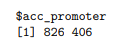 $acc_promoter
[1] 826 406